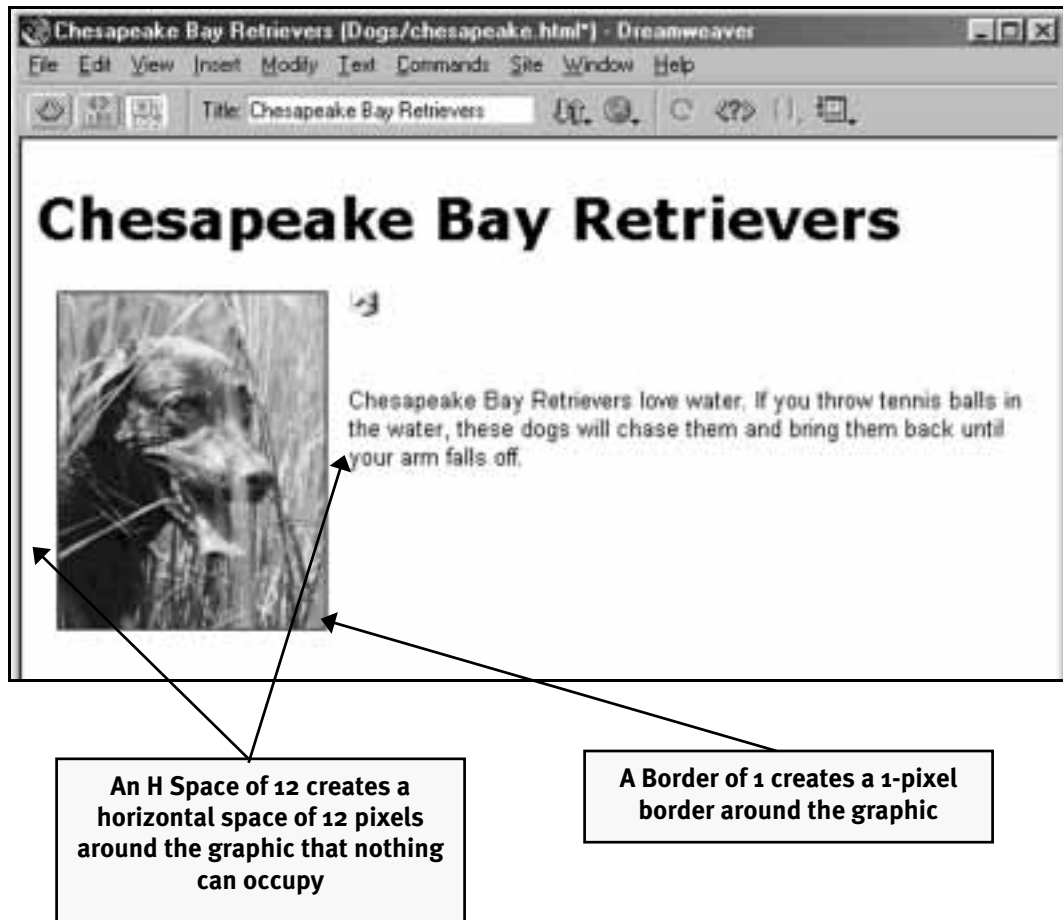 Chesapeake Bay Retrievers (Dogs/chesapeake.html*) - Dreamweaver
File Edit View Insert Modify Text Commands Site Window Help
Title: Chesapeake Bay Retrievers
Chesapeake Bay Retrievers
Chesapeake Bay Retrievers love water. If you throw tennis balls in
the water, these dogs will chase them and bring them back until
your arm falls off.
An H Space of 12 creates a
horizontal space of 12 pixels
around the graphic that nothing
can occupy
A Border of 1 creates a 1-pixel
border around the graphic